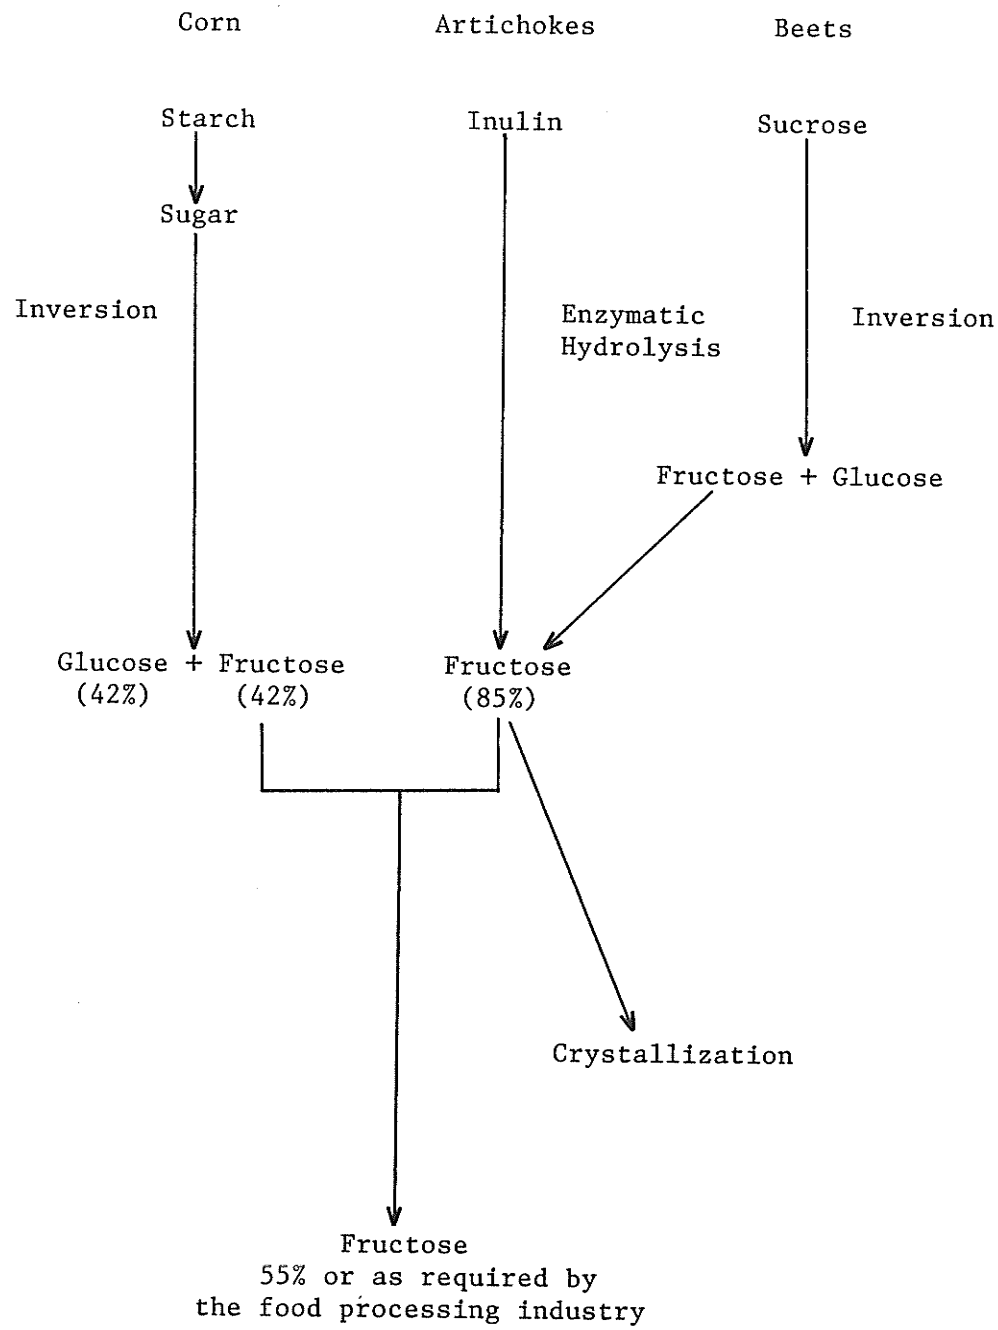 Corn
Artichokes
Beets
Starch
Inulin
Sucrose
Sugar
Inversion
Enzymatic
Hydrolysis
Inversion
Fructose + Glucose
Glucose + Fructose
(42%)
(42%)
Fructose
(85%)
Crystallization
Fructose
55% or as required by
the food processing industry